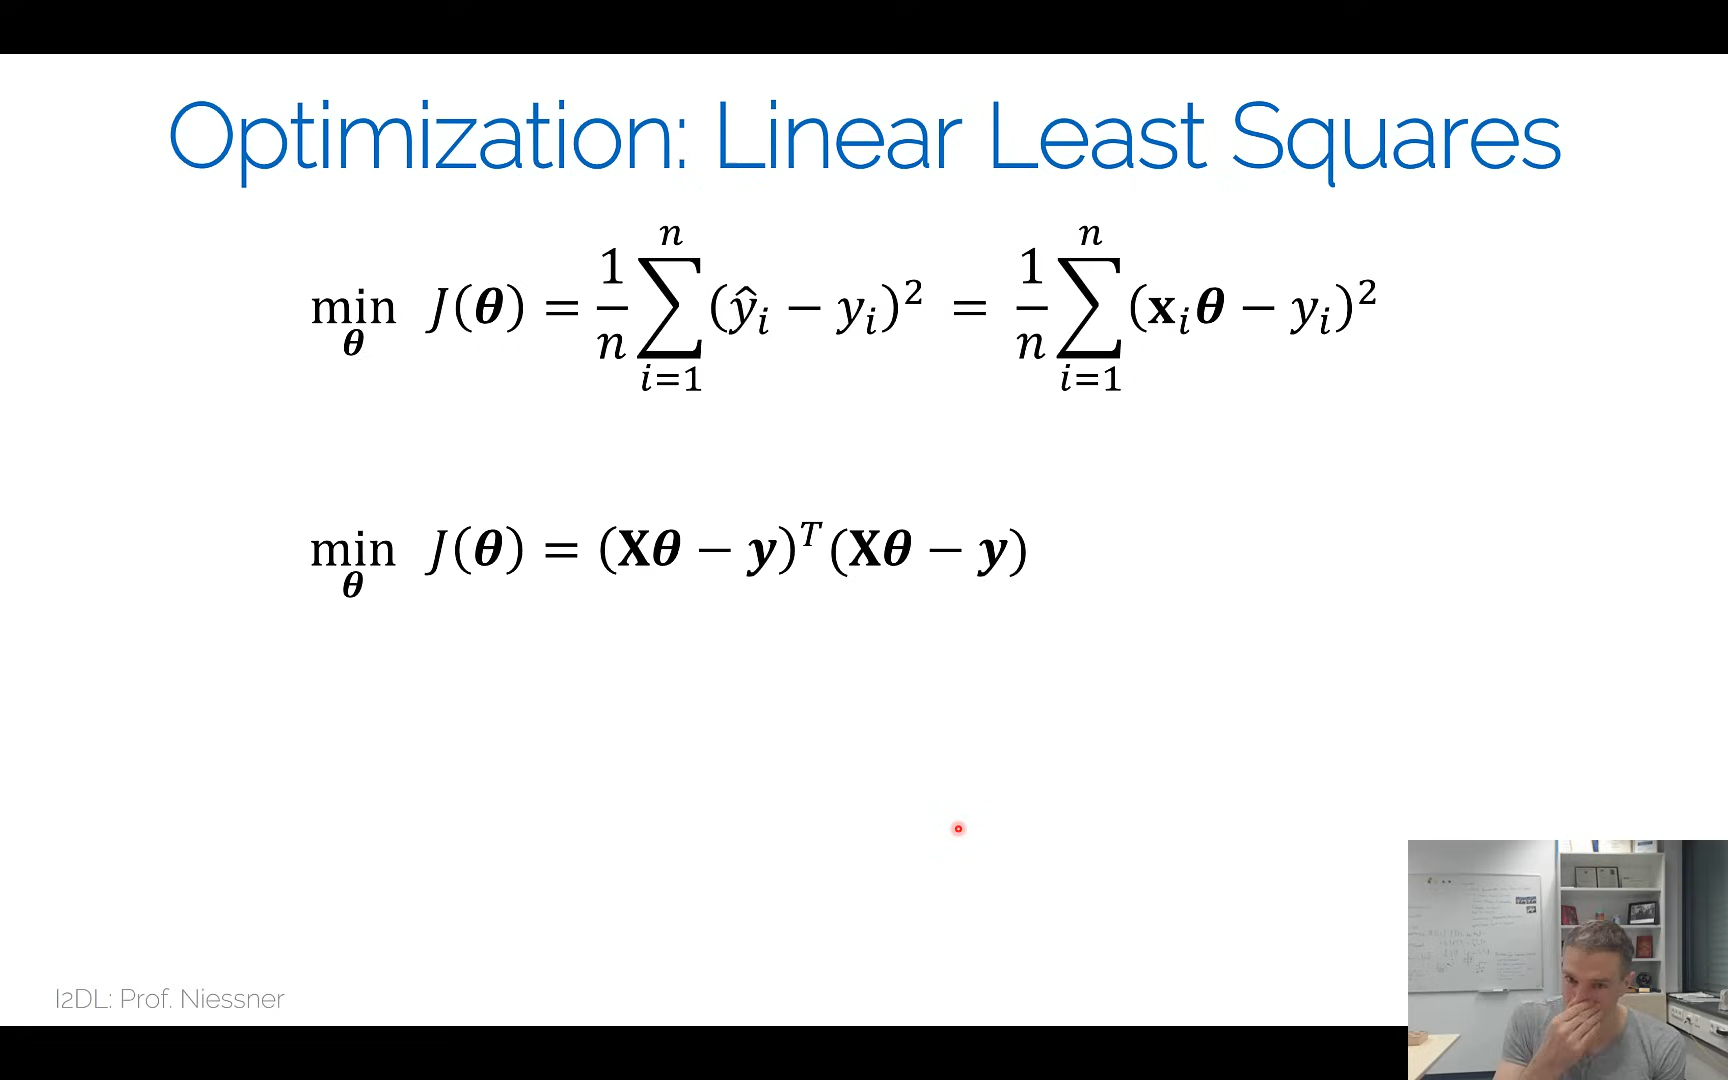 Optimization: Linear Least Squares
min_θ J(θ) = 1/n ∑_{i=1}^{n} (ŷ_i − y_i)² = 1/n ∑_{i=1}^{n} (x_iθ − y_i)²
min_θ J(θ) = (Xθ − y)^T (Xθ − y)
I2DL: Prof. Niessner